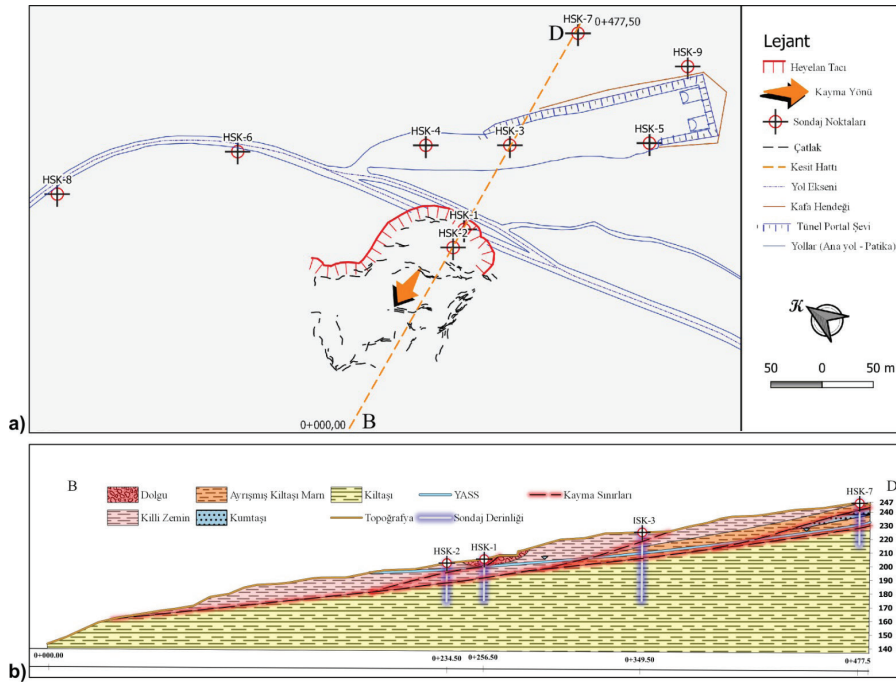 HSK-7
0+477,50
D
HSK-9
HSK-6
HSK-4
HSK-3
HSK-5
HSK-8
HSK-1
HSK-2
0+000,00
B
Lejant
Heyelan Tacı
Kayma Yönü
Sondaj Noktaları
Çatlak
Kesit Hattı
Yol Ekseni
Kafa Hendeği
Tünel Portal Şevi
Yollar (Ana yol - Patika)
K
50 0 50 m
a)
B
D
Dolgu
Ayrışmış Kiltaşı Marn
Kiltaşı
YASS
Kayma Sınırları
Killi Zemin
Kumtaşı
Topoğrafya
Sondaj Derinliği
HSK-7
HSK-2
HSK-1
ISK-3
247
240
230
220
210
200
190
180
170
160
150
140
0+000.00
0+234.50
0+256.50
0+349.50
0+477.5
b)